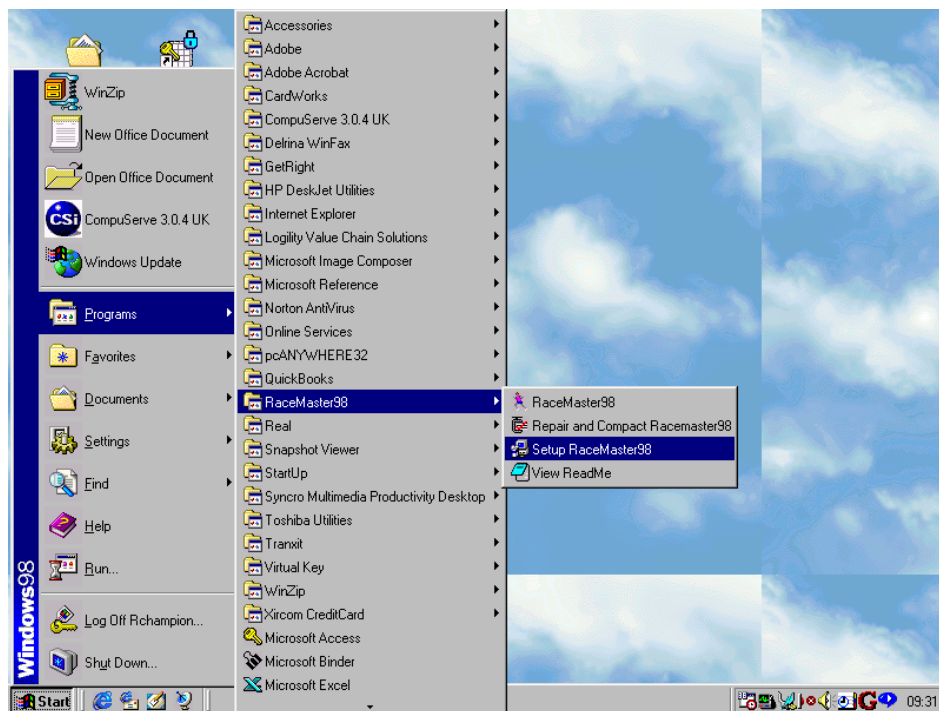 WinZip
New Office Document
Open Office Document
CSi
CompuServe 3.0.4 UK
Windows Update
Programs
Favorites
Documents
Settings
Find
Help
Run...
Log Off Rchampion...
Shut Down...
Windows98
Accessories
Adobe
Adobe Acrobat
CardWorks
CompuServe 3.0.4 UK
Delrina WinFax
GetRight
HP DeskJet Utilities
Internet Explorer
Logility Value Chain Solutions
Microsoft Image Composer
Microsoft Reference
Norton AntiVirus
Online Services
pcANYWHERE32
QuickBooks
RaceMaster98
Real
Snapshot Viewer
StartUp
Syncro Multimedia Productivity Desktop
Toshiba Utilities
Tranxit
Virtual Key
WinZip
Xircom CreditCard
Microsoft Access
Microsoft Binder
Microsoft Excel
RaceMaster98
Repair and Compact Racemaster98
Setup RaceMaster98
View ReadMe
Start
09:31